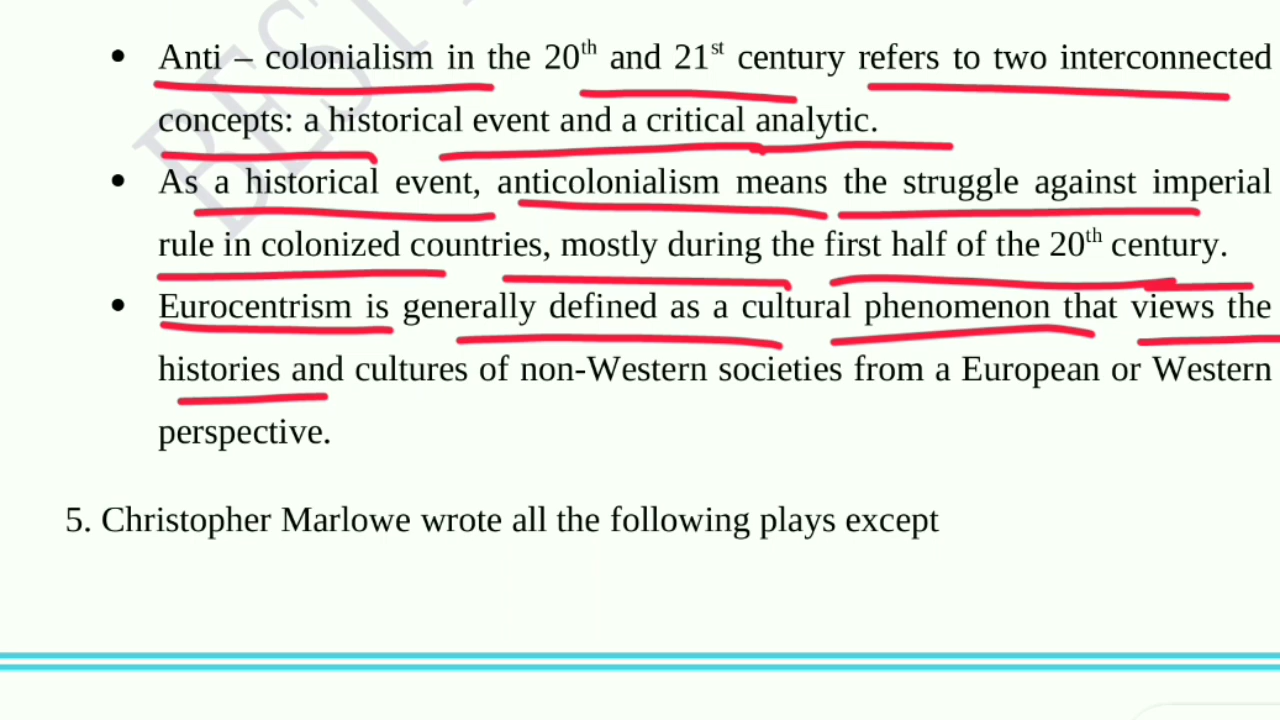 • Anti – colonialism in the 20th and 21st century refers to two interconnected
concepts: a historical event and a critical analytic.
• As a historical event, anticolonialism means the struggle against imperial
rule in colonized countries, mostly during the first half of the 20th century.
• Eurocentrism is generally defined as a cultural phenomenon that views the
histories and cultures of non-Western societies from a European or Western
perspective.
5. Christopher Marlowe wrote all the following plays except
BEST